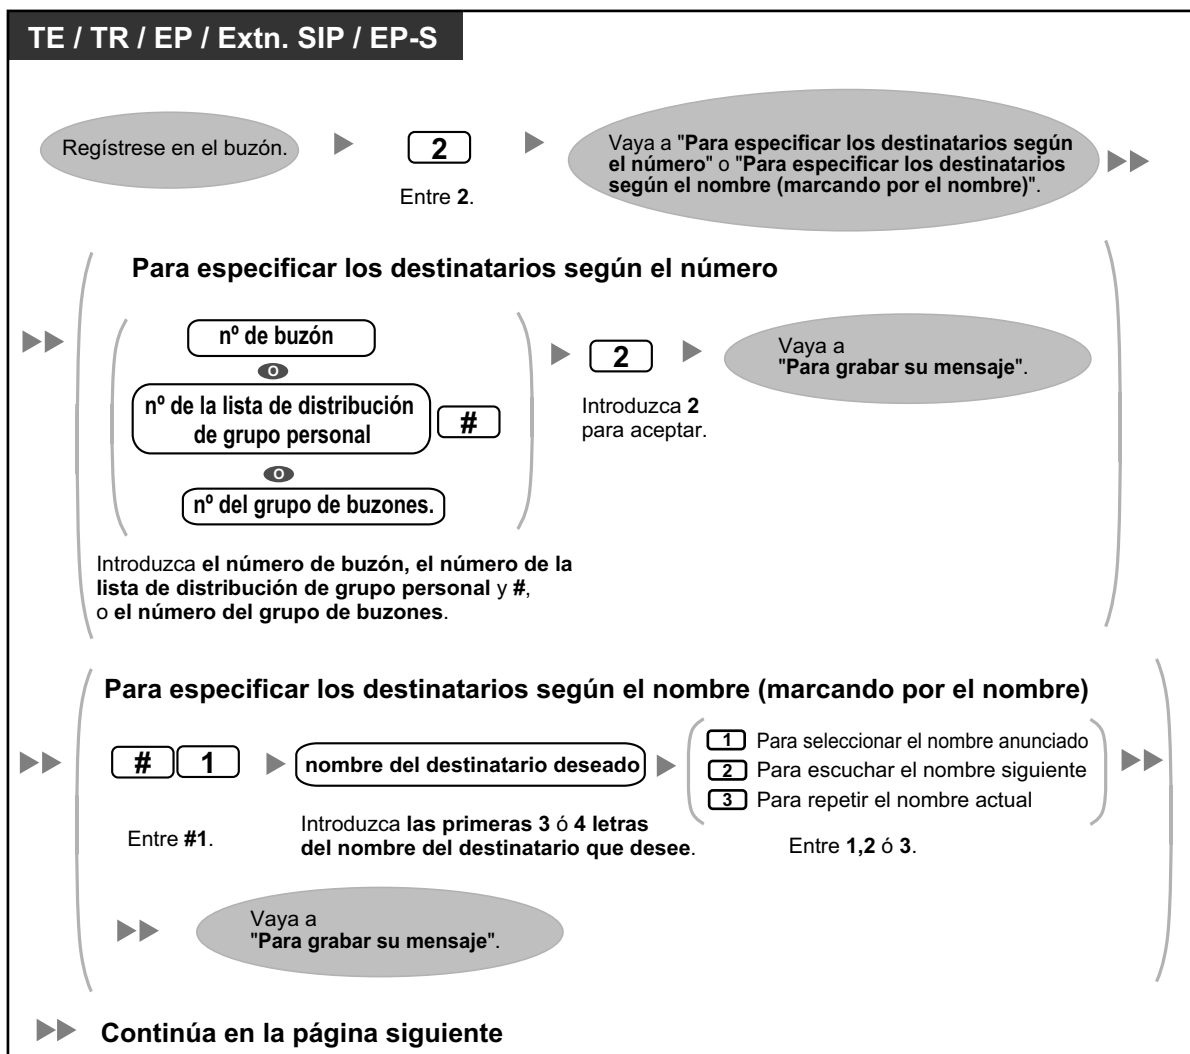 TE / TR / EP / Extn. SIP / EP-S
Regístrese en el buzón.
2
Entre 2.
Vaya a "Para especificar los destinatarios según
el número" o "Para especificar los destinatarios
según el nombre (marcando por el nombre)".
Para especificar los destinatarios según el número
nº de buzón
O
nº de la lista de distribución
de grupo personal
#
O
nº del grupo de buzones.
Introduzca el número de buzón, el número de la
lista de distribución de grupo personal y #,
o el número del grupo de buzones.
2
Introduzca 2
para aceptar.
Vaya a
"Para grabar su mensaje".
Para especificar los destinatarios según el nombre (marcando por el nombre)
# 1
Entre #1.
nombre del destinatario deseado
Introduzca las primeras 3 ó 4 letras
del nombre del destinatario que desee.
1 Para seleccionar el nombre anunciado
2 Para escuchar el nombre siguiente
3 Para repetir el nombre actual
Entre 1,2 ó 3.
Vaya a
"Para grabar su mensaje".
Continúa en la página siguiente